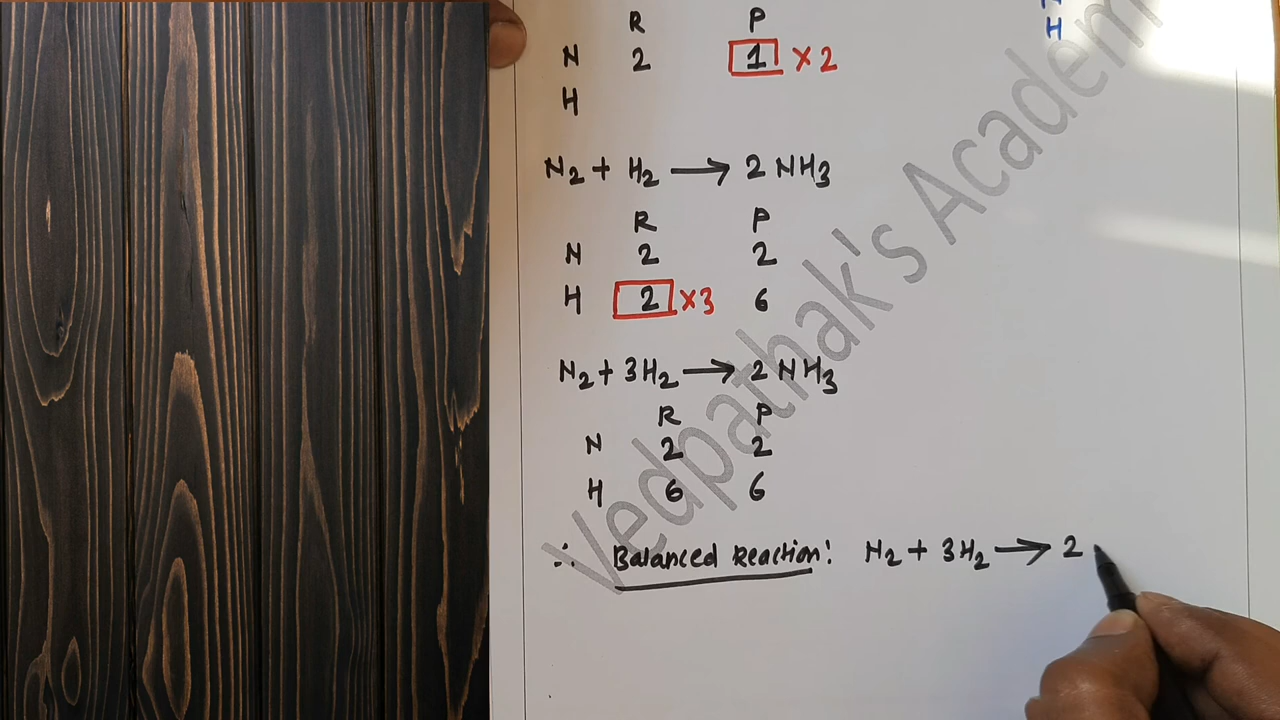 R P
N 2 1 ×2
H
N
H
N₂ + H₂ → 2 NH₃
R P
N 2 2
H 2 ×3 6
N₂ + 3H₂ → 2 NH₃
R P
N 2 2
H 6 6
∴ Balanced Reaction: N₂ + 3H₂ → 2
Vedpathak's Academ